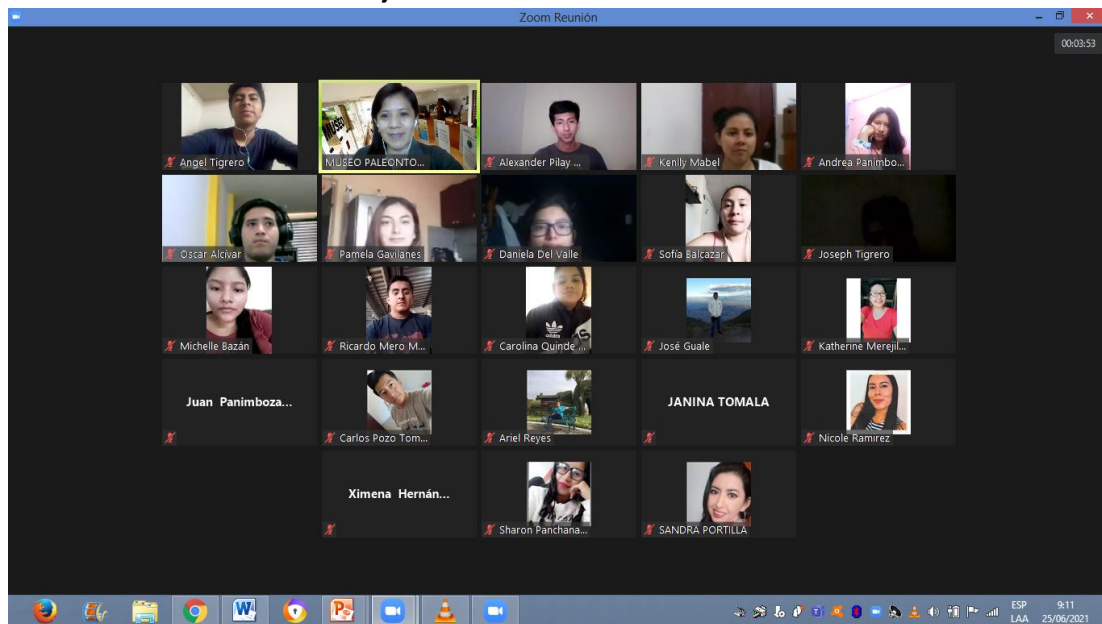 Zoom Reunión
00:03:53
Angel Tigrero
MUSEO PALEONTO...
Alexander Pilay ...
Kenlly Mabel
Andrea Panimbo...
Oscar Alcívar
Pamela Gavilanes
Daniela Del Valle
Sofía Balcazar
Joseph Tigrero
Michelle Bazán
Ricardo Mero M...
Carolina Quinde ...
José Guale
Katherine Merejil...
Juan Panimboza...
Carlos Pozo Tom...
Ariel Reyes
JANINA TOMALA
Nicole Ramirez
Ximena Hernán...
Sharon Panchana...
SANDRA PORTILLA
ESP 9:11
LAA 25/06/2021